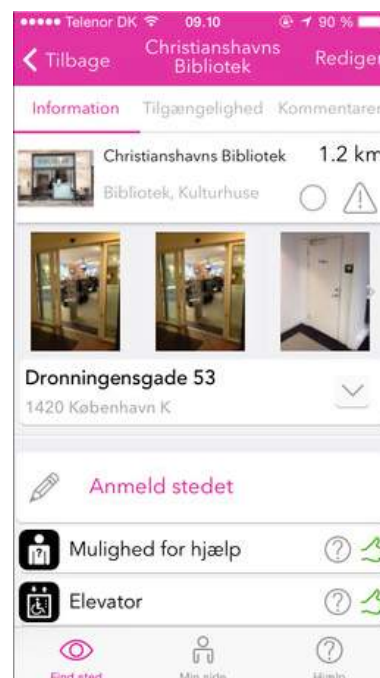 Telenor DK 09.10 90 %
Tilbage
Christianshavns
Bibliotek
Rediger
Information Tilgængelighed Kommentarer
Christianshavns Bibliotek 1.2 km
Bibliotek, Kulturhuse
Dronningensgade 53
1420 København K
Anmeld stedet
Mulighed for hjælp
Elevator
Find sted Min side Hjælp